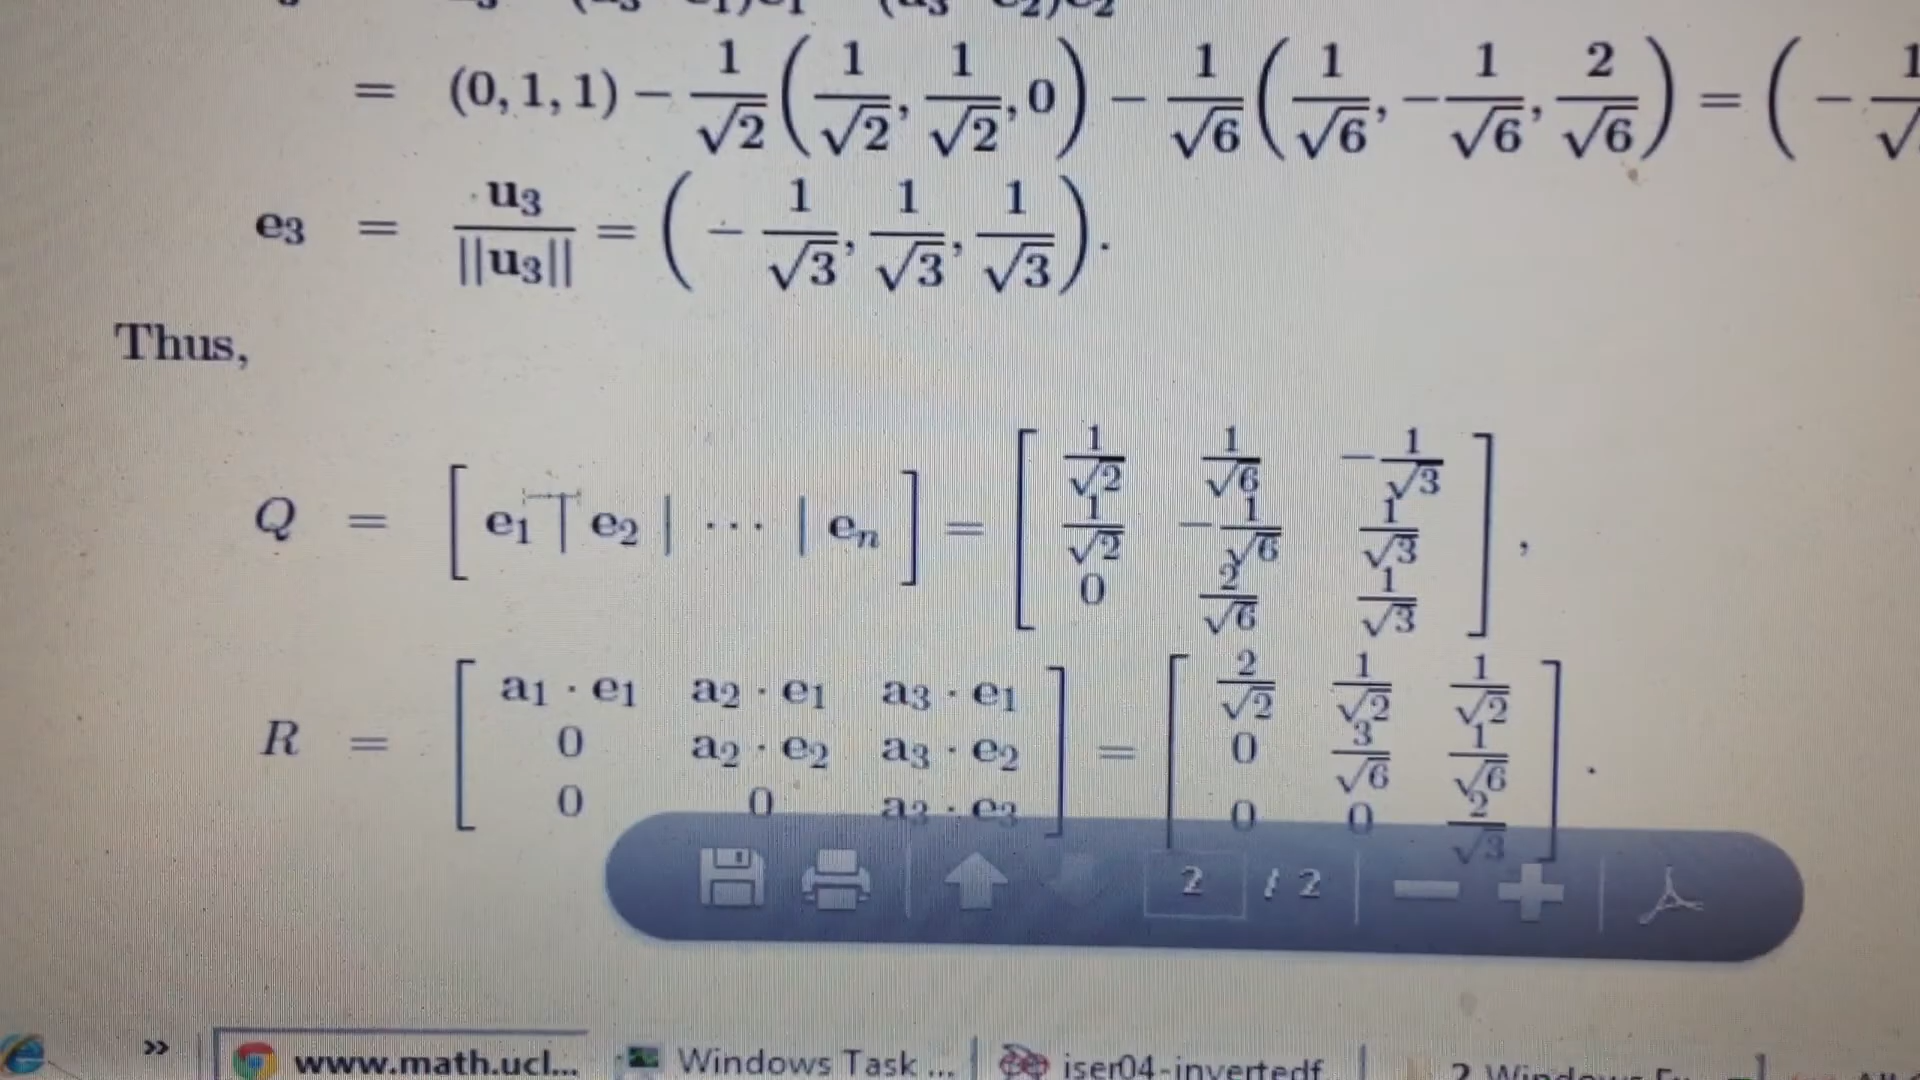 = (0, 1, 1) − 1/√2 (1/√2, 1/√2, 0) − 1/√6 (1/√6, −1/√6, 2/√6) = ( − 1
e₃ = u₃/||u₃|| = ( − 1/√3, 1/√3, 1/√3 ).
Thus,
Q = [ e₁ | e₂ | ⋯ | eₙ ] = [ 1/√2 1/√6 −1/√3
1/√2 −1/√6 1/√3
0 2/√6 1/√3 ],
R = [ a₁ · e₁ a₂ · e₁ a₃ · e₁
0 a₂ · e₂ a₃ · e₂
0 0 a₃ · e₃ ] = [ 2/√2 1/√2 1/√2
0 3/√6 1/√6
0 0 2/√3 ].
2 / 2
» www.math.ucl... Windows Task ... iser04-invertedf